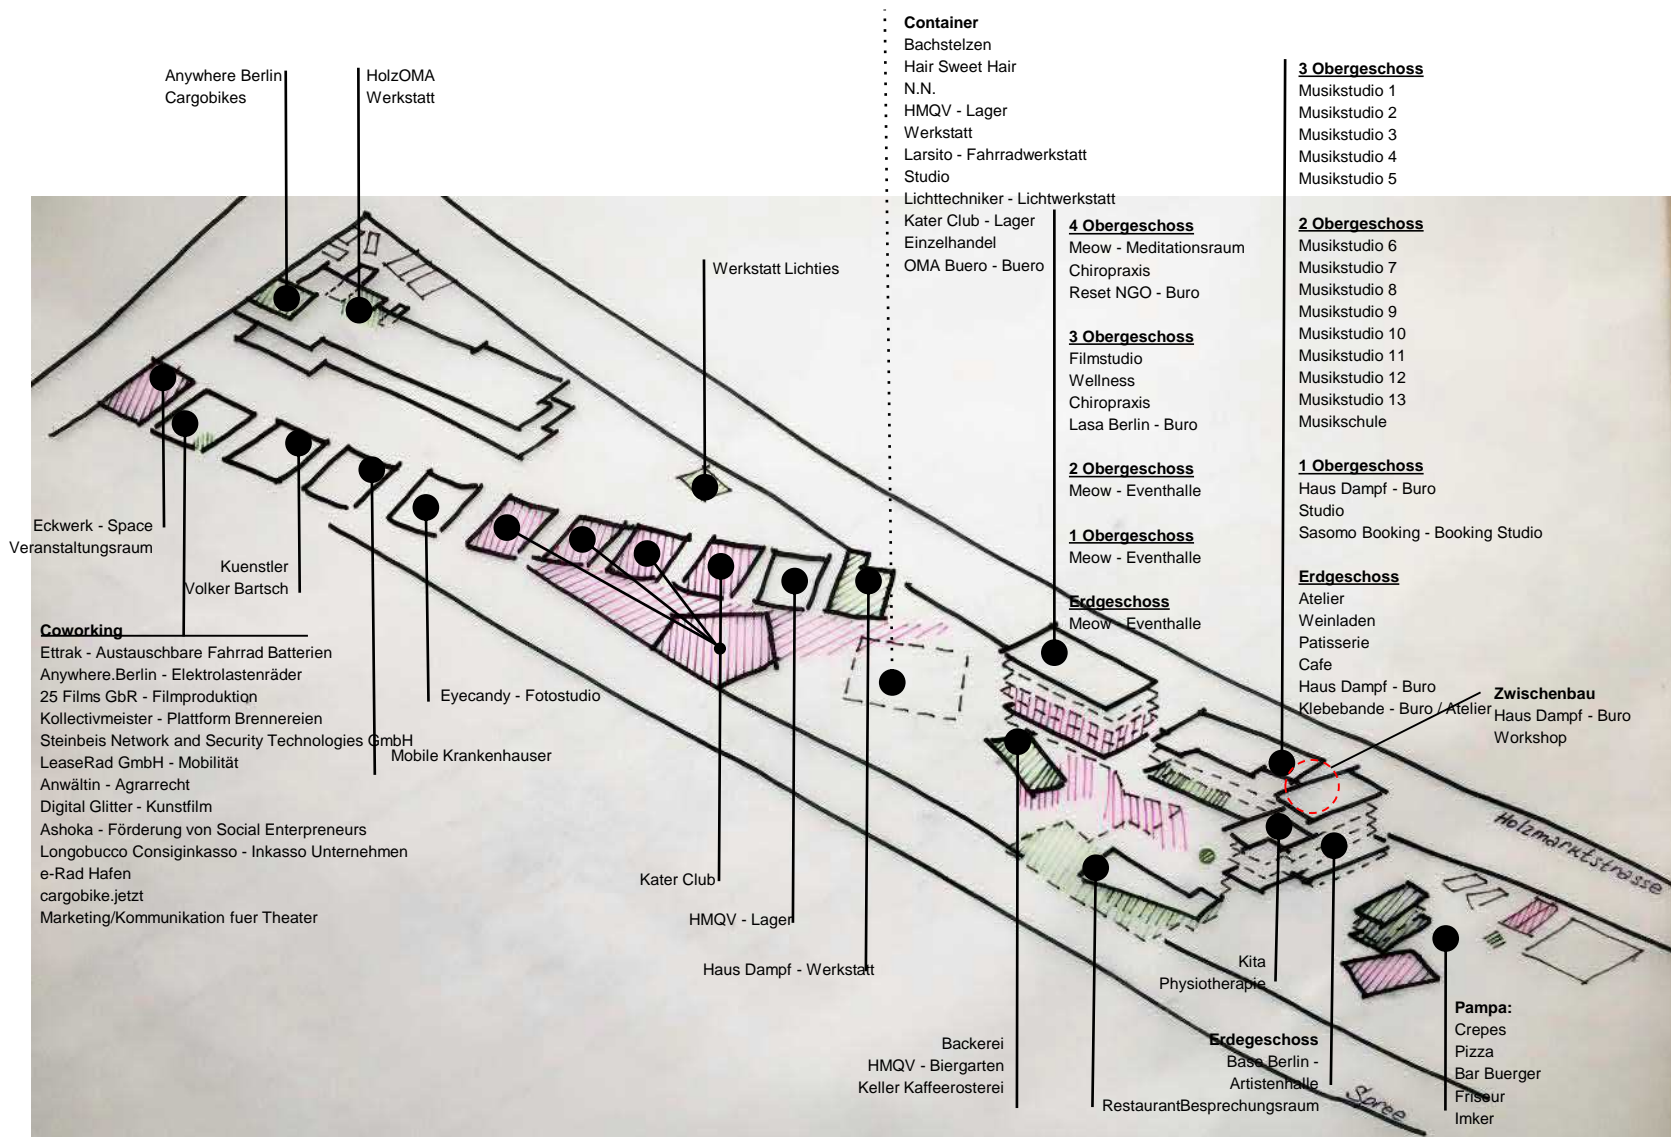 Anywhere Berlin
Cargobikes
HolzOMA
Werkstatt
Container
Bachstelzen
Hair Sweet Hair
N.N.
HMQV - Lager
Werkstatt
Larsito - Fahrradwerkstatt
Studio
Lichttechniker - Lichtwerkstatt
Kater Club - Lager
Einzelhandel
OMA Buero - Buero
3 Obergeschoss
Musikstudio 1
Musikstudio 2
Musikstudio 3
Musikstudio 4
Musikstudio 5
2 Obergeschoss
Musikstudio 6
Musikstudio 7
Musikstudio 8
Musikstudio 9
Musikstudio 10
Musikstudio 11
Musikstudio 12
Musikstudio 13
Musikschule
1 Obergeschoss
Haus Dampf - Buro
Studio
Sasomo Booking - Booking Studio
Erdgeschoss
Atelier
Weinladen
Patisserie
Cafe
Haus Dampf - Buro
Klebebande - Buro / Atelier
4 Obergeschoss
Meow - Meditationsraum
Chiropraxis
Reset NGO - Buro
3 Obergeschoss
Filmstudio
Wellness
Chiropraxis
Lasa Berlin - Buro
2 Obergeschoss
Meow - Eventhalle
1 Obergeschoss
Meow - Eventhalle
Erdgeschoss
Meow - Eventhalle
Werkstatt Lichties
Zwischenbau
Haus Dampf - Buro
Workshop
Eckwerk - Space
Veranstaltungsraum
Kuenstler
Volker Bartsch
Coworking
Ettrak - Austauschbare Fahrrad Batterien
Anywhere.Berlin - Elektrolastenräder
25 Films GbR - Filmproduktion
Kollectivmeister - Plattform Brennereien
Steinbeis Network and Security Technologies GmbH
LeaseRad GmbH - Mobilität
Anwältin - Agrarrecht
Digital Glitter - Kunstfilm
Ashoka - Förderung von Social Enterpreneurs
Longobucco Consiginkasso - Inkasso Unternehmen
e-Rad Hafen
cargobike.jetzt
Marketing/Kommunikation fuer Theater
Eyecandy - Fotostudio
Mobile Krankenhauser
Kater Club
HMQV - Lager
Haus Dampf - Werkstatt
Holzmarktstrasse
Backerei
HMQV - Biergarten
Keller Kaffeerosterei
Kita
Physiotherapie
Erdegeschoss
Base Berlin -
Artistenhalle
RestaurantBesprechungsraum
Spree
Pampa:
Crepes
Pizza
Bar Buerger
Friseur
Imker